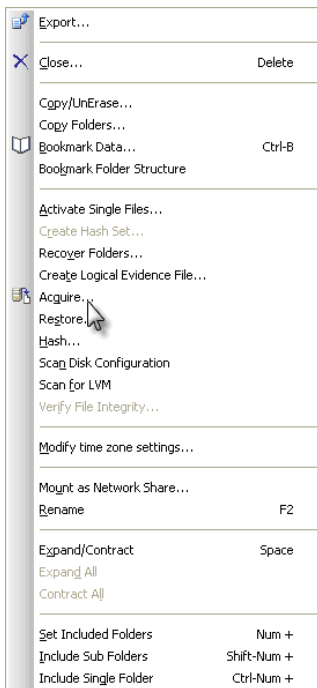 Export...
Close... Delete
Copy/UnErase...
Copy Folders...
Bookmark Data... Ctrl-B
Bookmark Folder Structure
Activate Single Files...
Create Hash Set...
Recover Folders...
Create Logical Evidence File...
Acquire...
Restore...
Hash...
Scan Disk Configuration
Scan for LVM
Verify File Integrity...
Modify time zone settings...
Mount as Network Share...
Rename F2
Expand/Contract Space
Expand All
Contract All
Set Included Folders Num +
Include Sub Folders Shift-Num +
Include Single Folder Ctrl-Num +